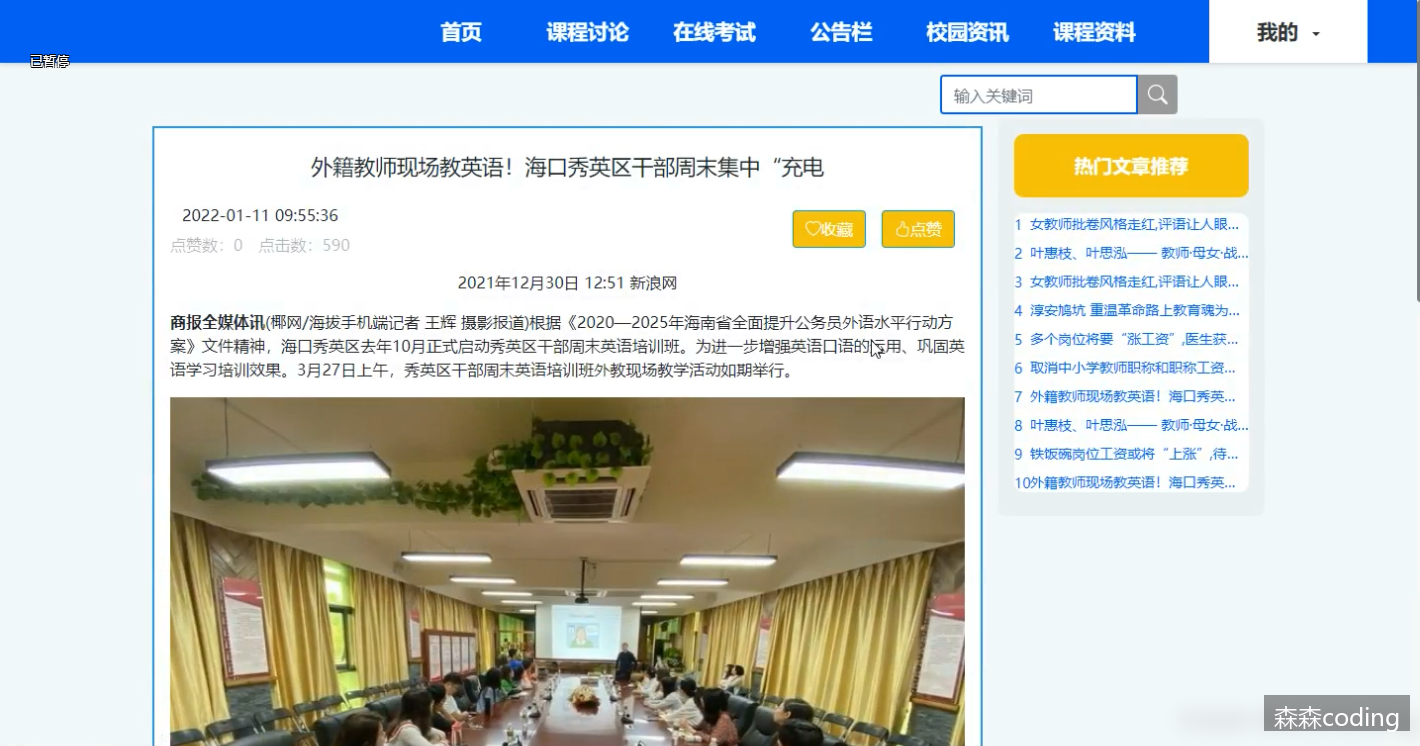 首页 课程讨论 在线考试 公告栏 校园资讯 课程资料 我的
已暂停
输入关键词
外籍教师现场教英语！海口秀英区干部周末集中“充电
2022-01-11 09:55:36
点赞数：0 点击数：590
收藏 点赞
2021年12月30日 12:51 新浪网
商报全媒体讯(椰网/海拔手机端记者 王辉 摄影报道)根据《2020—2025年海南省全面提升公务员外语水平行动方
案》文件精神，海口秀英区去年10月正式启动秀英区干部周末英语培训班。为进一步增强英语口语的运用、巩固英
语学习培训效果。3月27日上午，秀英区干部周末英语培训班外教现场教学活动如期举行。
热门文章推荐
1 女教师批卷风格走红,评语让人眼...
2 叶惠枝、叶思泓—— 教师·母女·战...
3 女教师批卷风格走红,评语让人眼...
4 淳安鸠坑 重温革命路上教育魂为...
5 多个岗位将要“涨工资”,医生获...
6 取消中小学教师职称和职称工资...
7 外籍教师现场教英语！海口秀英...
8 叶惠枝、叶思泓—— 教师·母女·战...
9 铁饭碗岗位工资或将“上涨”,待...
10外籍教师现场教英语！海口秀英...
森森coding